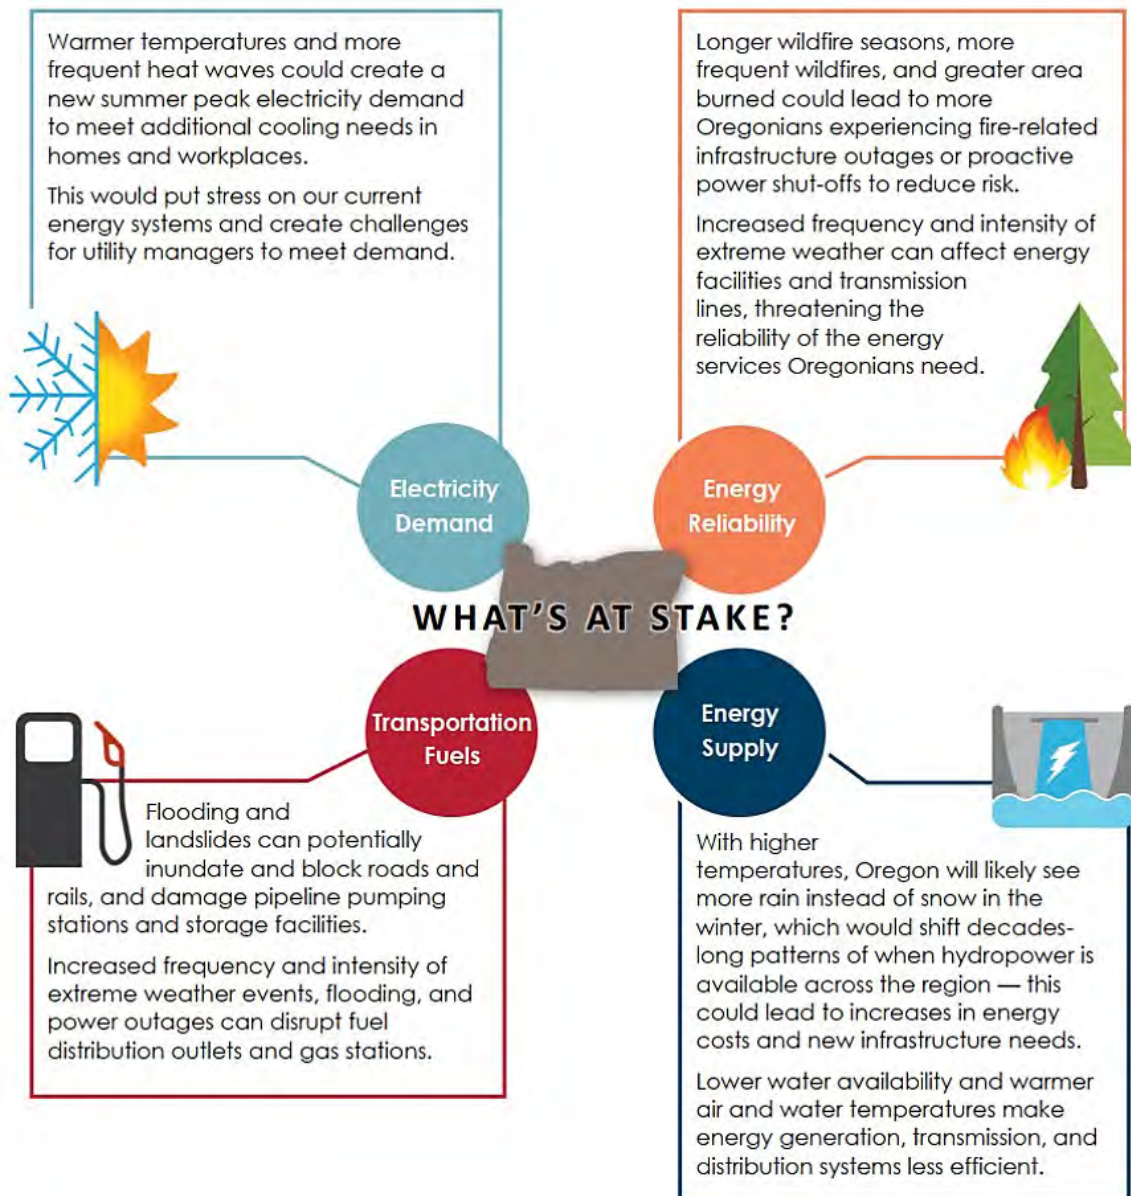 Warmer temperatures and more
frequent heat waves could create a
new summer peak electricity demand
to meet additional cooling needs in
homes and workplaces.
This would put stress on our current
energy systems and create challenges
for utility managers to meet demand.
Longer wildfire seasons, more
frequent wildfires, and greater area
burned could lead to more
Oregonians experiencing fire-related
infrastructure outages or proactive
power shut-offs to reduce risk.
Increased frequency and intensity of
extreme weather can affect energy
facilities and transmission
lines, threatening the
reliability of the energy
services Oregonians need.
Electricity
Demand
Energy
Reliability
WHAT'S AT STAKE?
Transportation
Fuels
Energy
Supply
Flooding and
landslides can potentially
inundate and block roads and
rails, and damage pipeline pumping
stations and storage facilities.
Increased frequency and intensity of
extreme weather events, flooding, and
power outages can disrupt fuel
distribution outlets and gas stations.
With higher
temperatures, Oregon will likely see
more rain instead of snow in the
winter, which would shift decades-
long patterns of when hydropower is
available across the region — this
could lead to increases in energy
costs and new infrastructure needs.
Lower water availability and warmer
air and water temperatures make
energy generation, transmission, and
distribution systems less efficient.